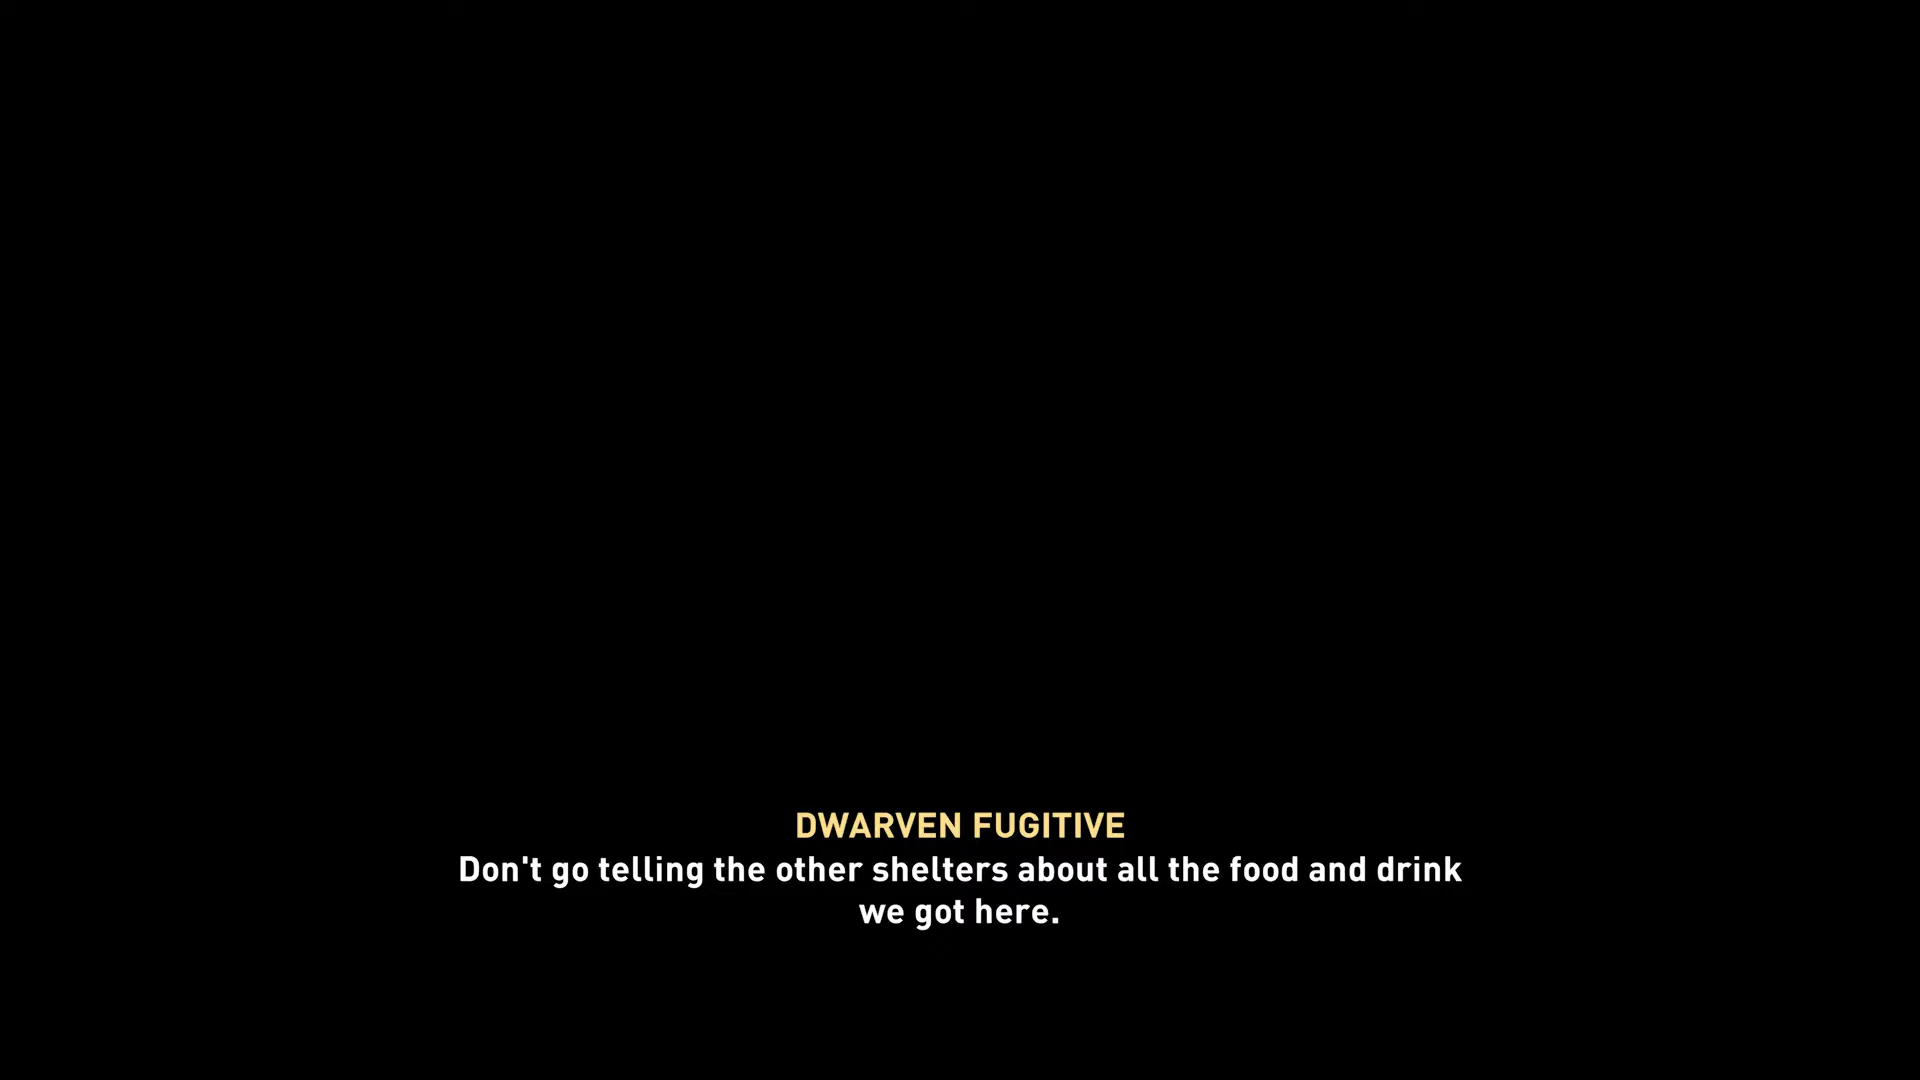 DWARVEN FUGITIVE
Don't go telling the other shelters about all the food and drink
we got here.